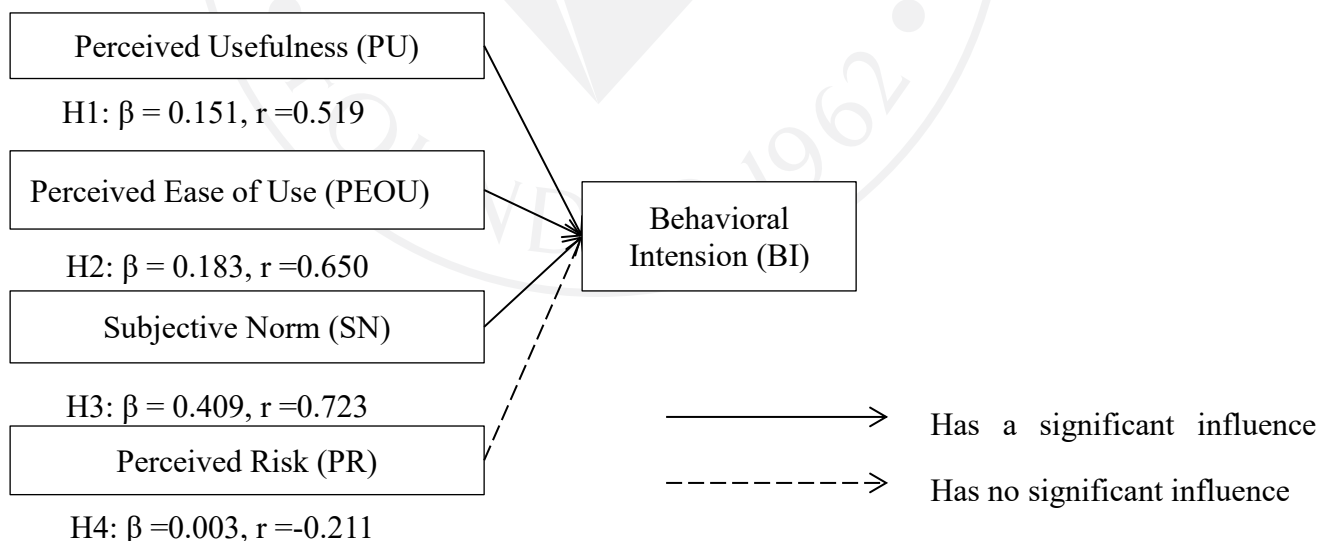 Perceived Usefulness (PU)
H1: β = 0.151, r =0.519
Perceived Ease of Use (PEOU)
H2: β = 0.183, r =0.650
Subjective Norm (SN)
H3: β = 0.409, r =0.723
Perceived Risk (PR)
H4: β =0.003, r =-0.211
Behavioral
Intension (BI)
Has a significant influence
Has no significant influence
1962